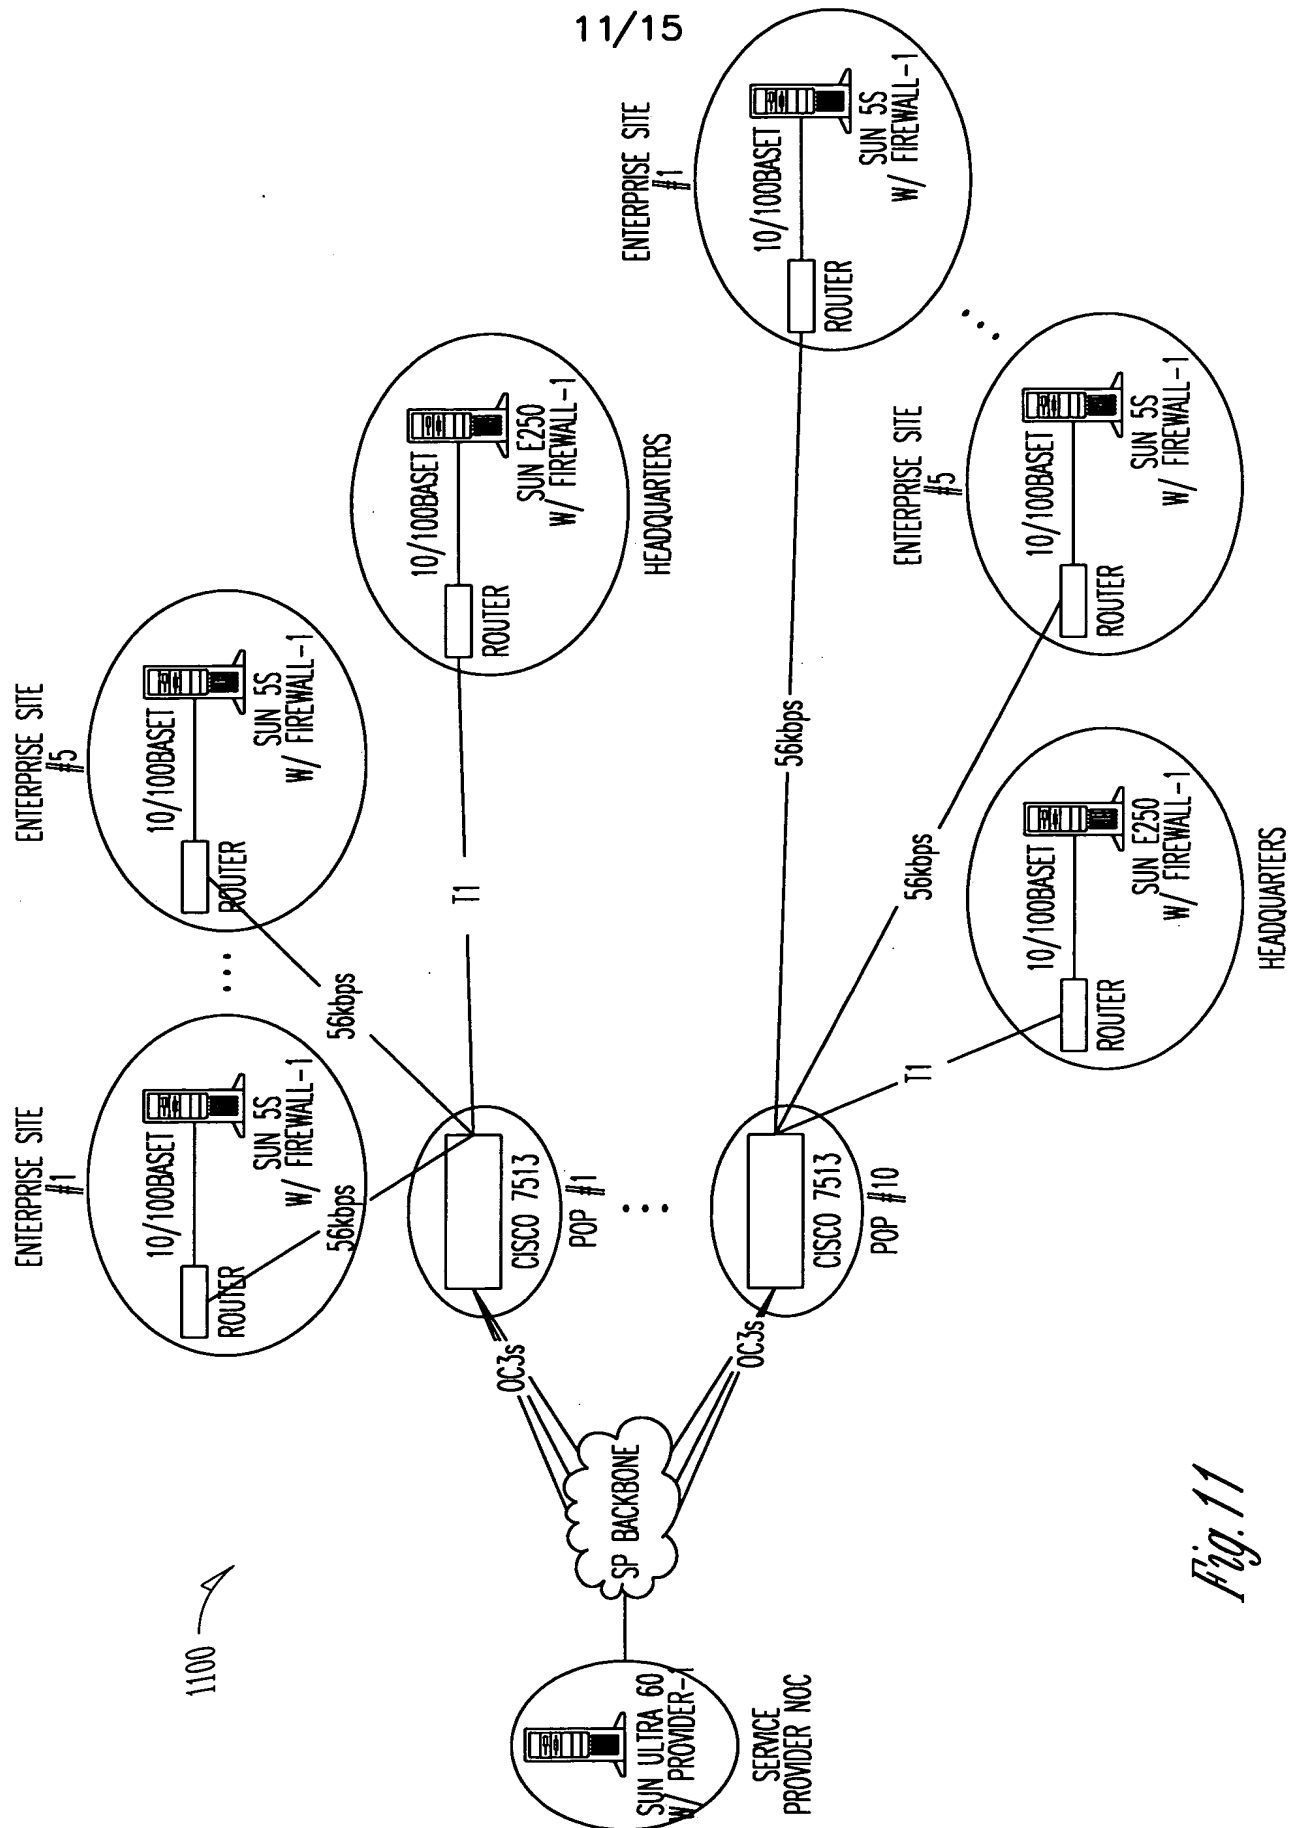 11/15
1100
ENTERPRISE SITE
#1
10/100BASET
ROUTER
SUN 5S
W/ FIREWALL-1
56kbps
...
ENTERPRISE SITE
#5
10/100BASET
ROUTER
SUN 5S
W/ FIREWALL-1
56kbps
T1
10/100BASET
ROUTER
SUN E250
W/ FIREWALL-1
HEADQUARTERS
CISCO 7513
POP #1
...
CISCO 7513
POP #10
OC3s
OC3s
SP BACKBONE
SUN ULTRA 60
W/ PROVIDER-1
SERVICE
PROVIDER NOC
56kbps
ENTERPRISE SITE
#1
10/100BASET
ROUTER
SUN 5S
W/ FIREWALL-1
...
56kbps
ENTERPRISE SITE
#5
10/100BASET
ROUTER
SUN 5S
W/ FIREWALL-1
T1
10/100BASET
ROUTER
SUN E250
W/ FIREWALL-1
HEADQUARTERS
Fig. 11